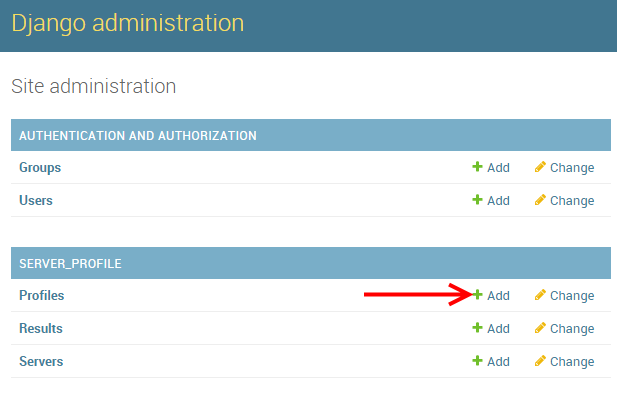 Django administration
Site administration
AUTHENTICATION AND AUTHORIZATION
Groups Add Change
Users Add Change
SERVER_PROFILE
Profiles Add Change
Results Add Change
Servers Add Change